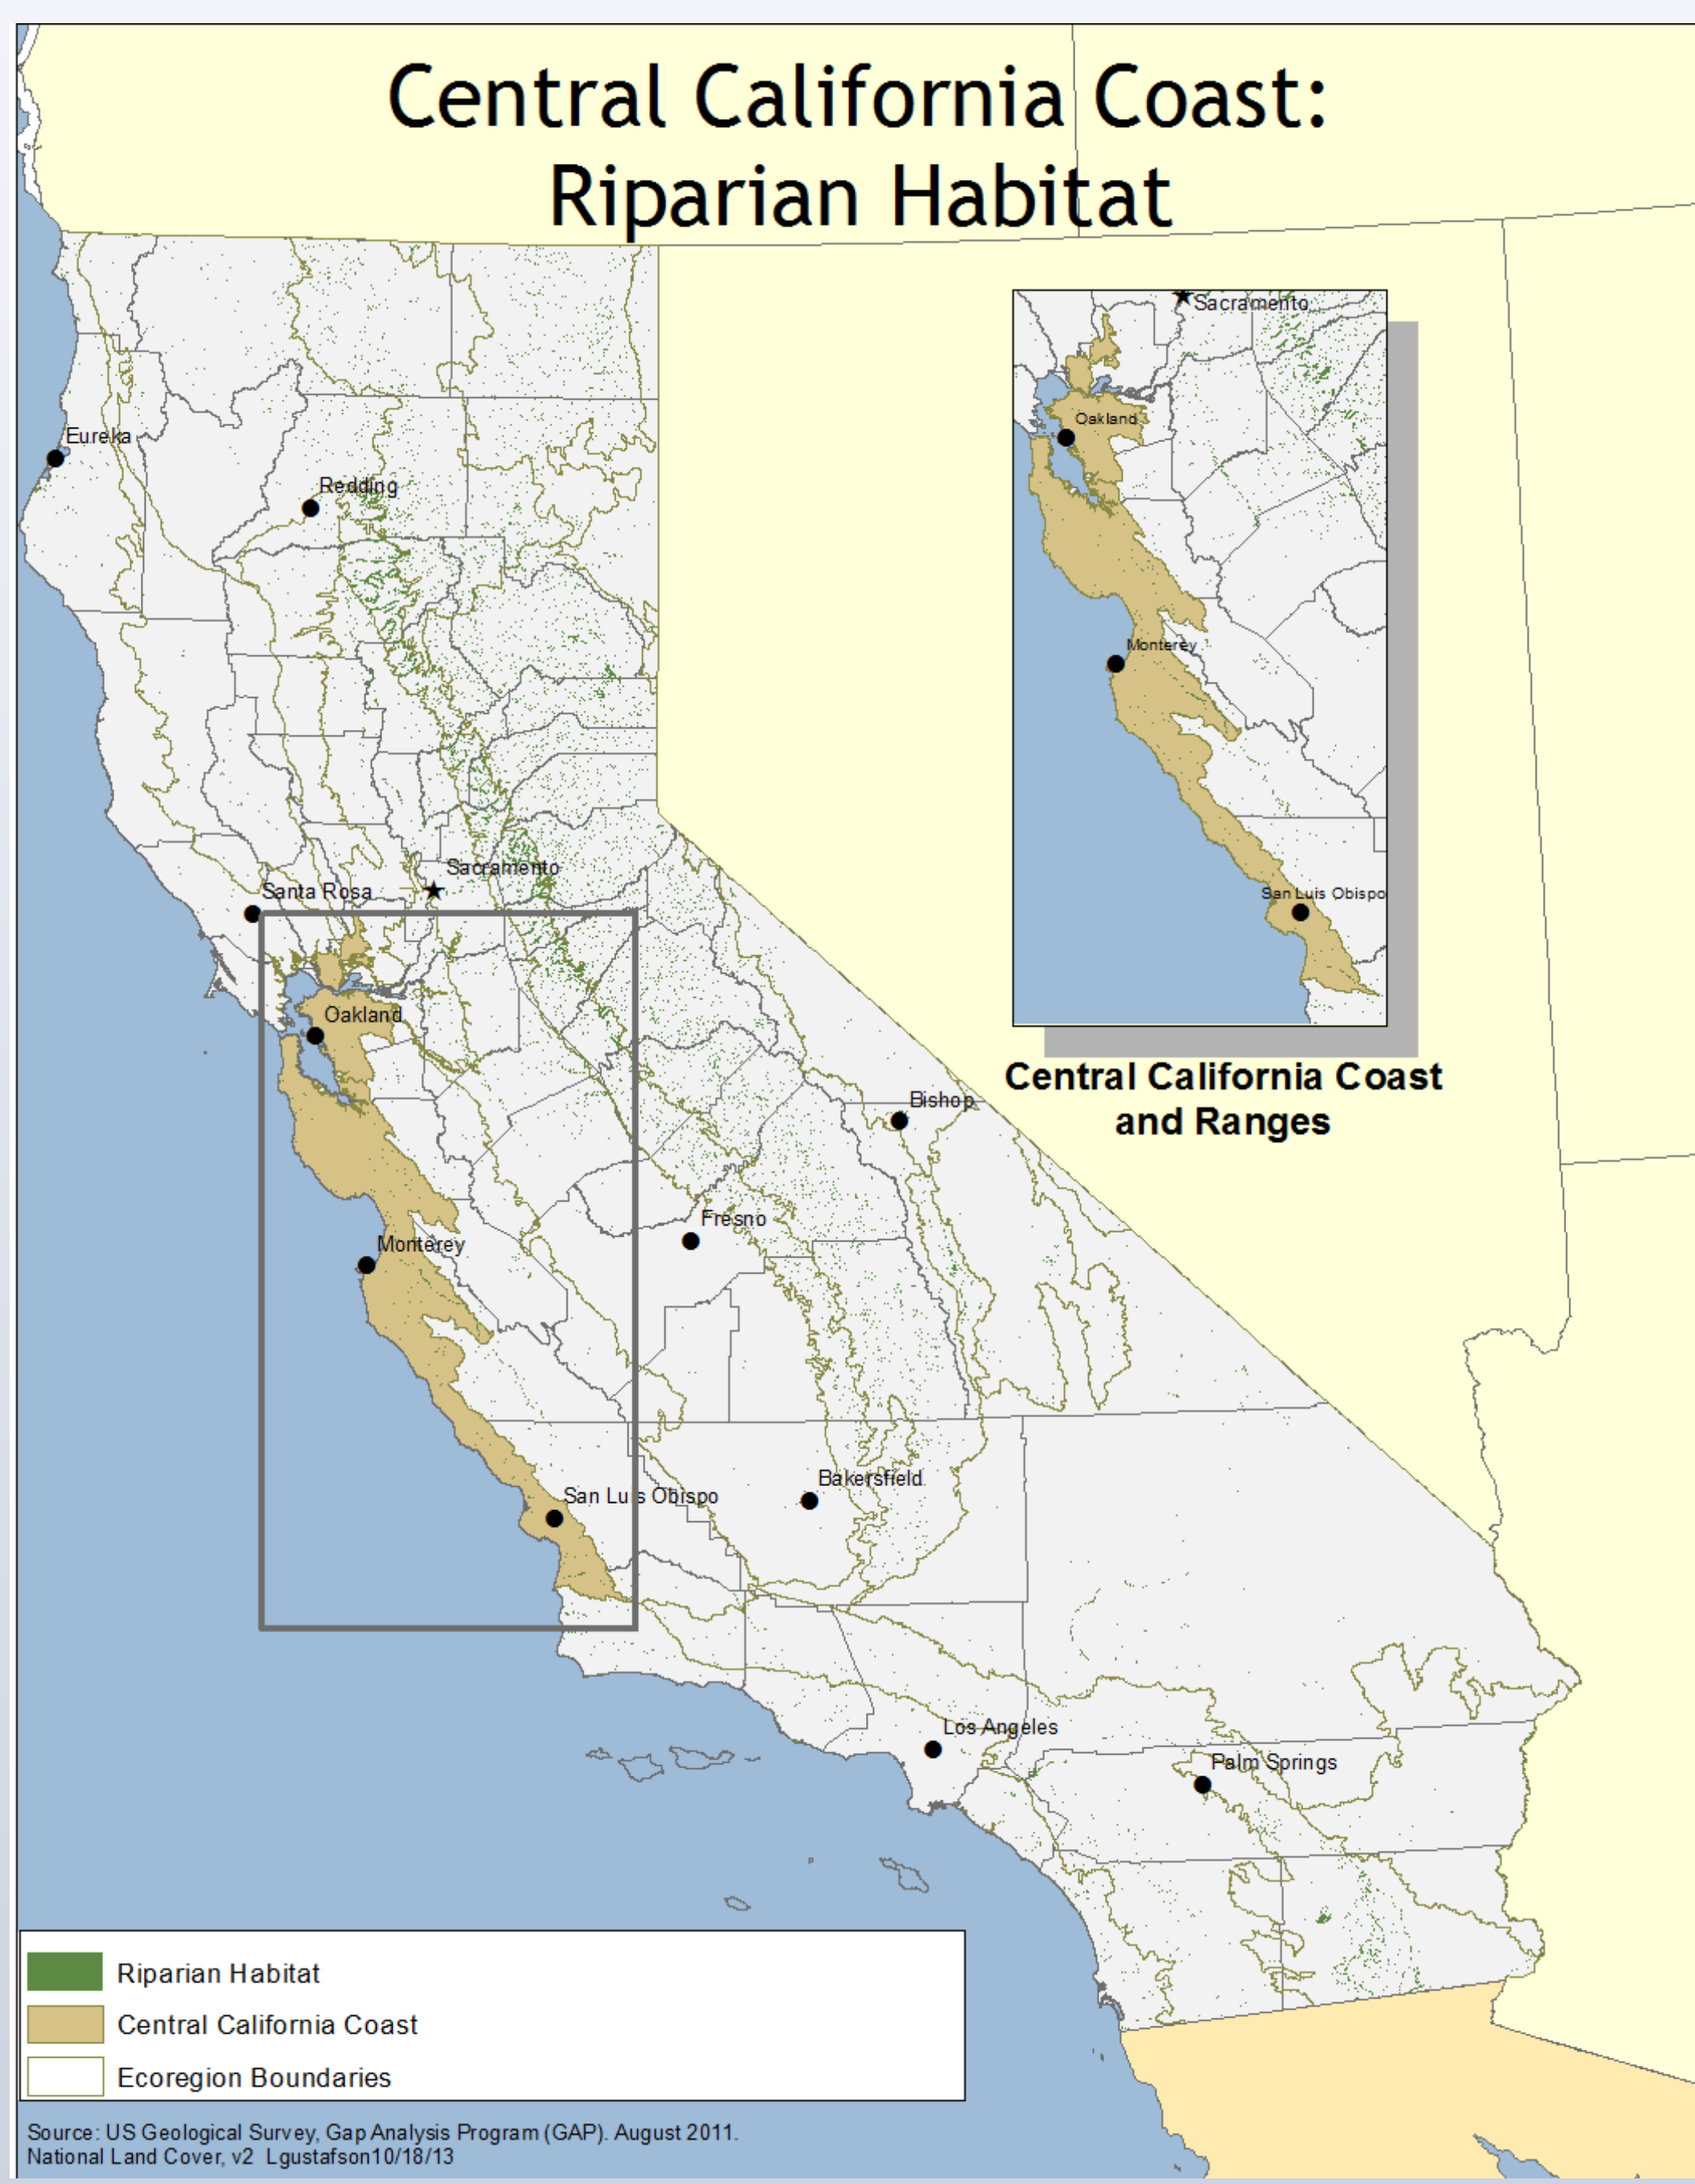 Central California Coast:
Riparian Habitat
Sacramento
Oakland
Monterey
San Luis Obispo
Central California Coast
and Ranges
Eureka
Redding
Sacramento
Santa Rosa
Oakland
Bishop
Fresno
Monterey
Bakersfield
San Luis Obispo
Los Angeles
Palm Springs
Riparian Habitat
Central California Coast
Ecoregion Boundaries
Source: US Geological Survey, Gap Analysis Program (GAP). August 2011.
National Land Cover, v2 Lgustafson10/18/13